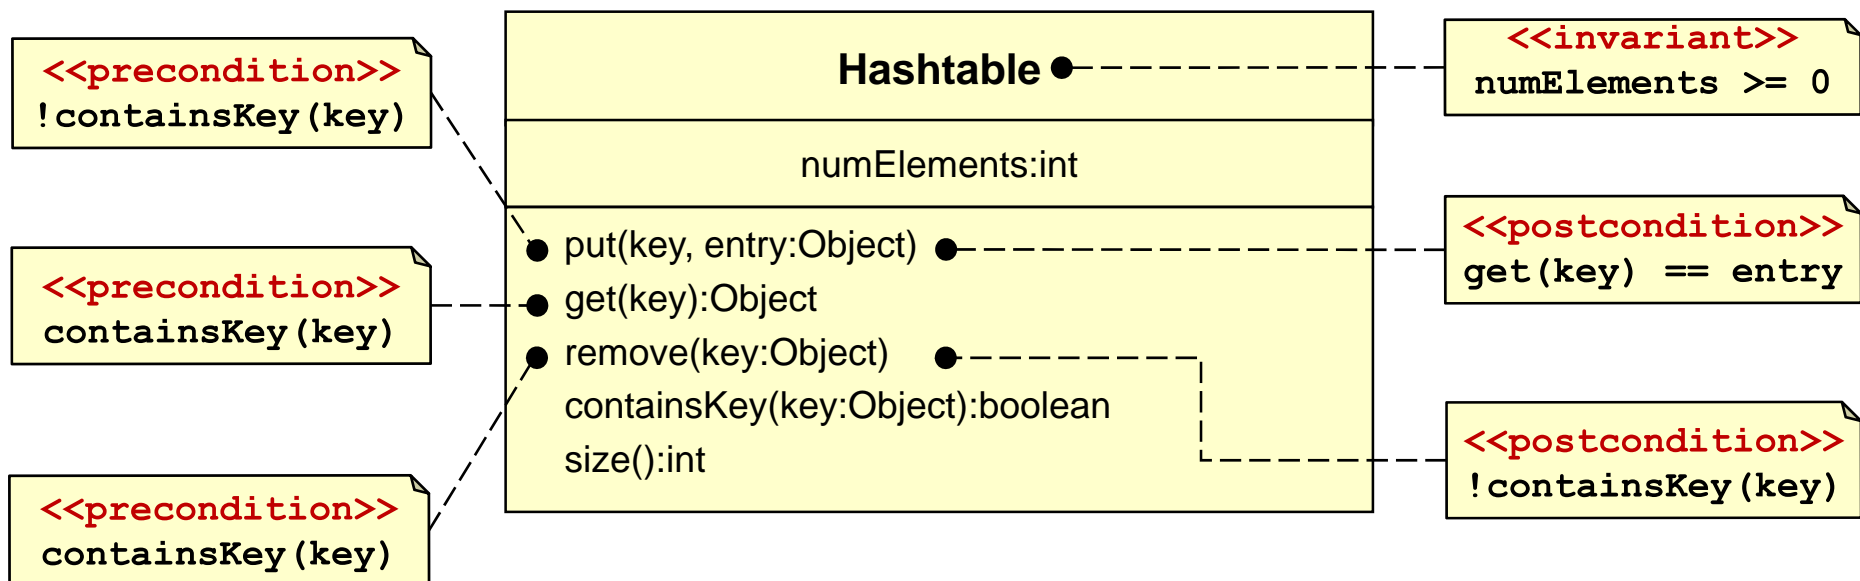 <<precondition>>
!containsKey(key)
<<precondition>>
containsKey(key)
<<precondition>>
containsKey(key)
Hashtable
numElements:int
put(key, entry:Object)
get(key):Object
remove(key:Object)
containsKey(key:Object):boolean
size():int
<<invariant>>
numElements >= 0
<<postcondition>>
get(key) == entry
<<postcondition>>
!containsKey(key)